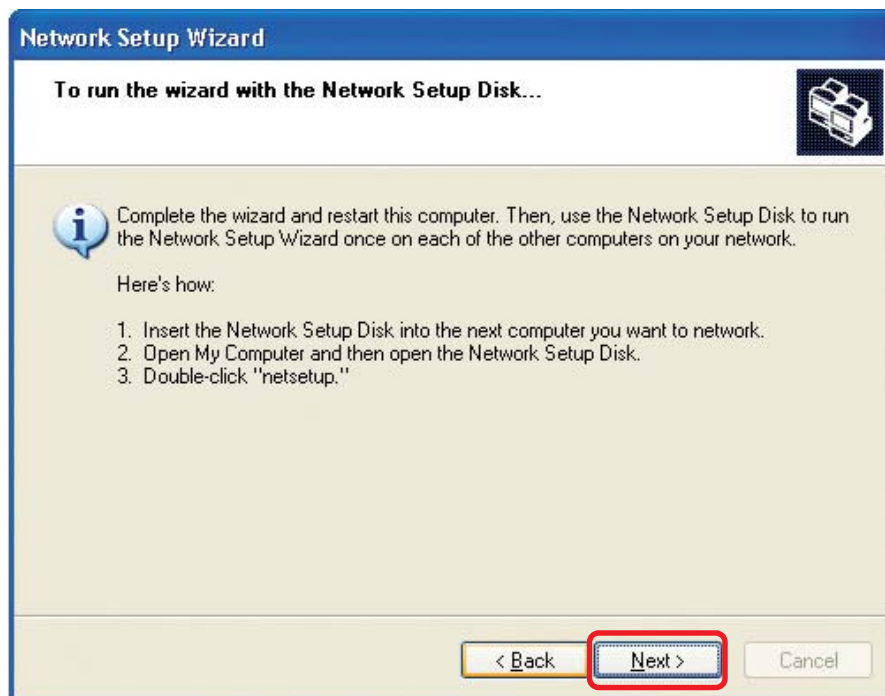 Network Setup Wizard
To run the wizard with the Network Setup Disk...
Complete the wizard and restart this computer. Then, use the Network Setup Disk to run
the Network Setup Wizard once on each of the other computers on your network.
Here's how:
1. Insert the Network Setup Disk into the next computer you want to network.
2. Open My Computer and then open the Network Setup Disk.
3. Double-click "netsetup."
< Back
Next >
Cancel